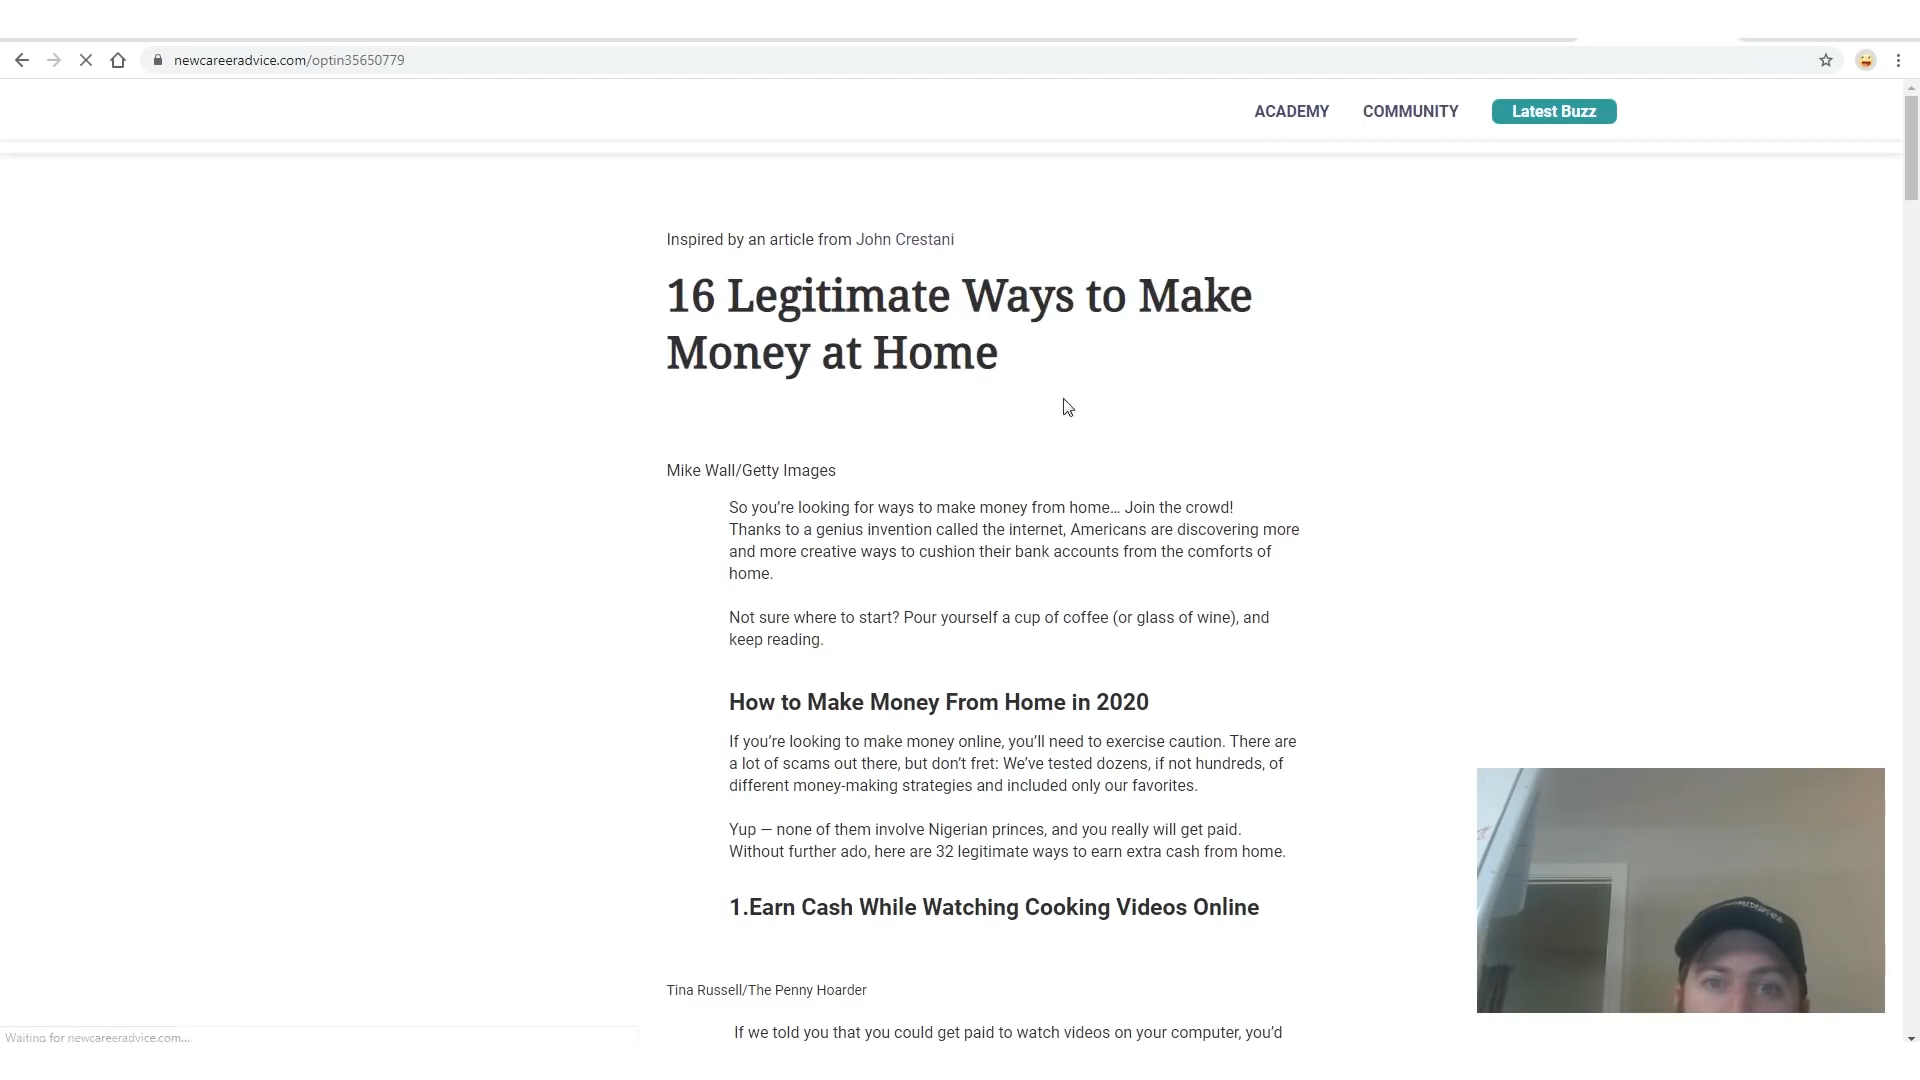 newcareeradvice.com/optin35650779
ACADEMY COMMUNITY Latest Buzz
Inspired by an article from John Crestani
16 Legitimate Ways to Make
Money at Home
Mike Wall/Getty Images
So you’re looking for ways to make money from home… Join the crowd!
Thanks to a genius invention called the internet, Americans are discovering more
and more creative ways to cushion their bank accounts from the comforts of
home.
Not sure where to start? Pour yourself a cup of coffee (or glass of wine), and
keep reading.
How to Make Money From Home in 2020
If you’re looking to make money online, you’ll need to exercise caution. There are
a lot of scams out there, but don’t fret: We’ve tested dozens, if not hundreds, of
different money-making strategies and included only our favorites.
Yup — none of them involve Nigerian princes, and you really will get paid.
Without further ado, here are 32 legitimate ways to earn extra cash from home.
1.Earn Cash While Watching Cooking Videos Online
Tina Russell/The Penny Hoarder
If we told you that you could get paid to watch videos on your computer, you’d
Waiting for newcareeradvice.com...